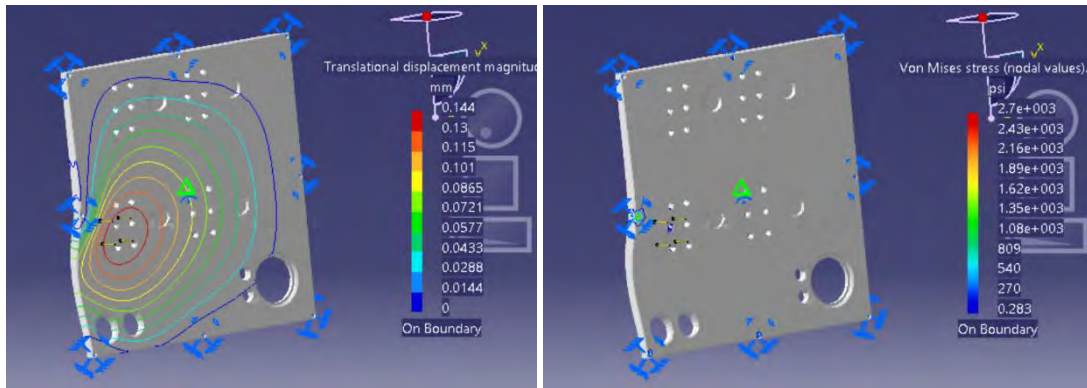 x
Translational displacement magnitu
mm
0.144
0.13
0.115
0.101
0.0865
0.0721
0.0577
0.0433
0.0288
0.0144
0
On Boundary
x
Von Mises stress (nodal values).
psi
2.7e+003
2.43e+003
2.16e+003
1.89e+003
1.62e+003
1.35e+003
1.08e+003
809
540
270
0.283
On Boundary